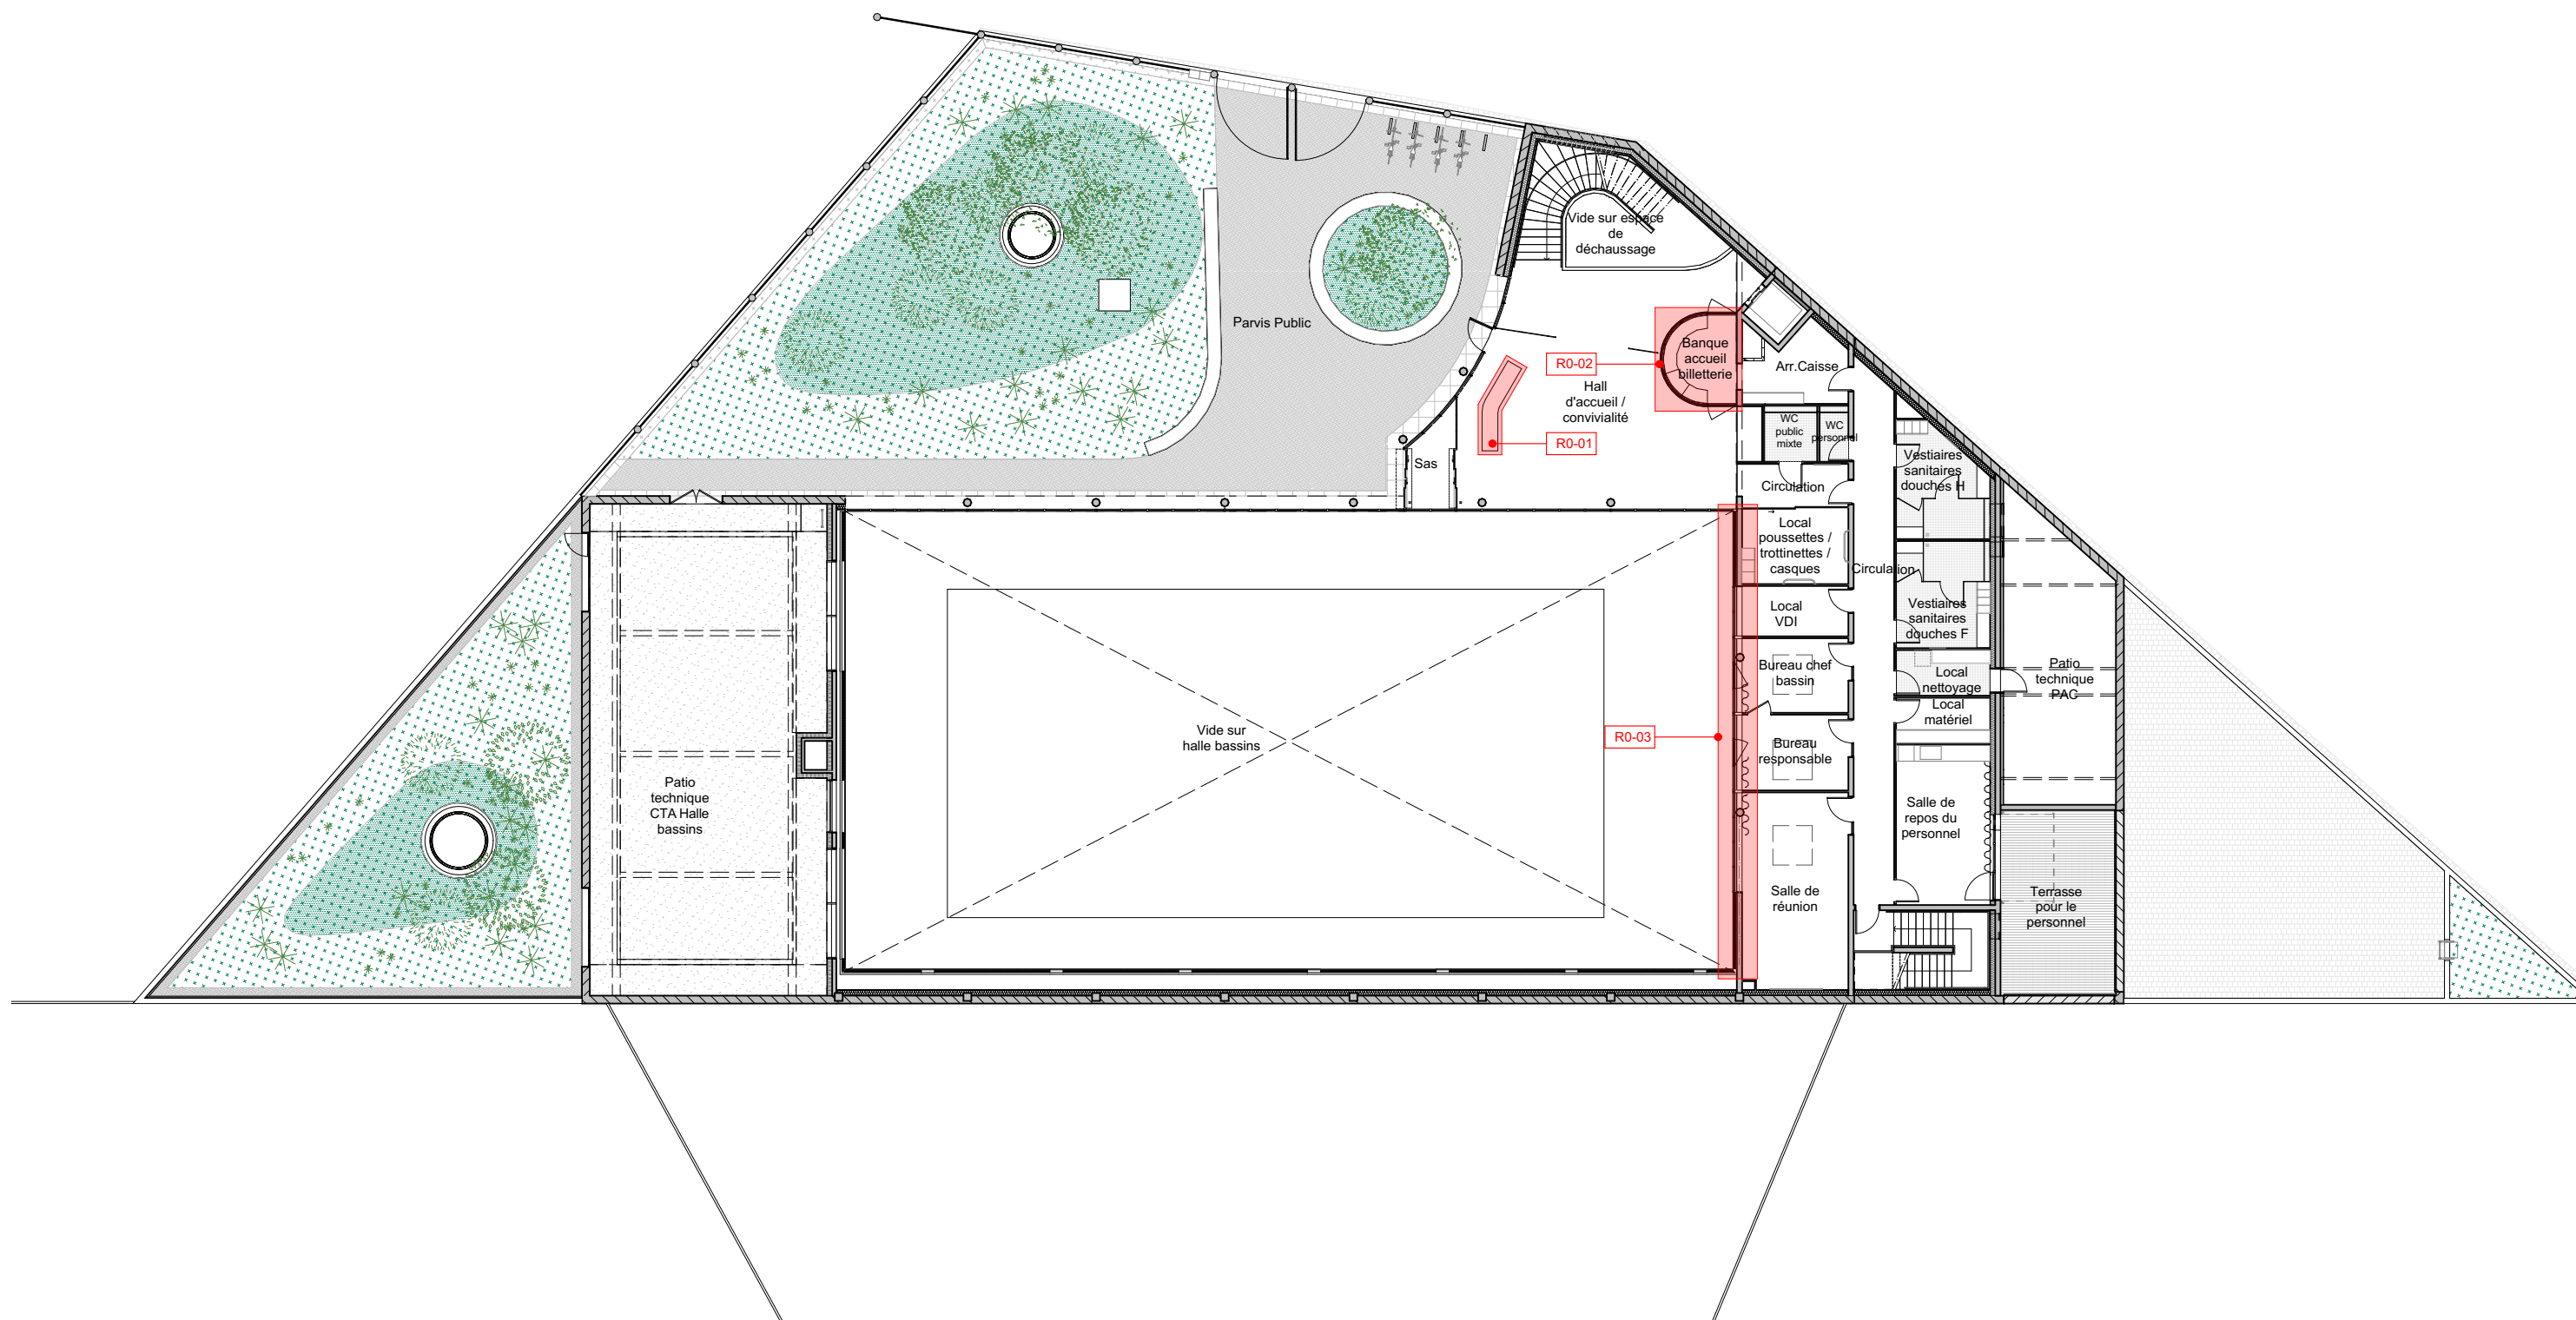 Vide sur espace
de
déchaussage
Parvis Public
Banque
accueil
billetterie
R0-02
Arr.Caisse
Hall
d'accueil /
convivialité
R0-01
WC
public
mixte
WC
personnel
Sas
Vestiaires
sanitaires
douches H
Circulation
Local
poussettes /
trottinettes /
casques
Circulation
Local
VDI
Vestiaires
sanitaires
douches F
Bureau chef
bassin
Local
nettoyage
Patio
technique
PAC
Local
matériel
Vide sur
halle bassins
R0-03
Bureau
responsable
Patio
technique
CTA Halle
bassins
Salle de
repos du
personnel
Salle de
réunion
Terrasse
pour le
personnel